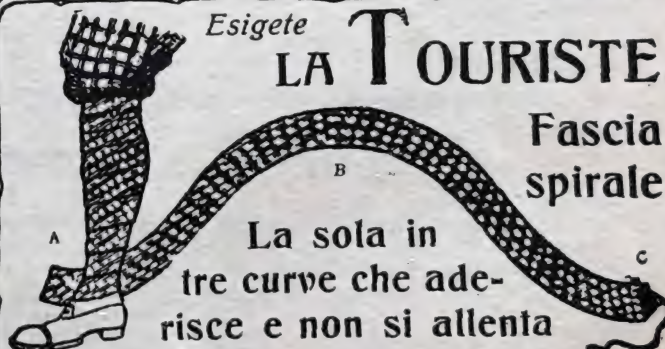 Esigete
LA TOURISTE
Fascia
spirale
B
A
C
La sola in
tre curve che ade-
risce e non si allenta